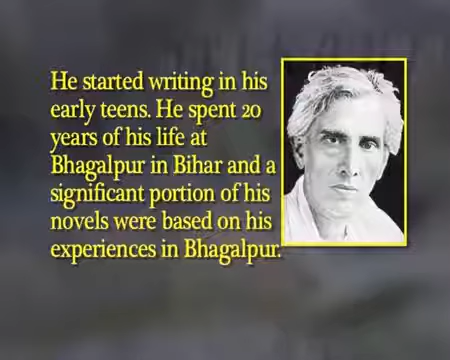 He started writing in his
early teens. He spent 20
years of his life at
Bhagalpur in Bihar and a
significant portion of his
novels were based on his
experiences in Bhagalpur.